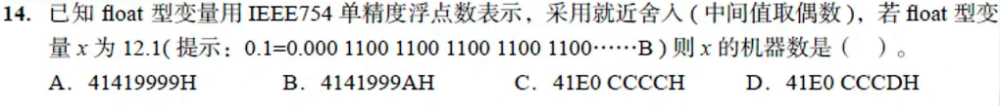 14. 已知 float 型变量用 IEEE754 单精度浮点数表示，采用就近舍入 ( 中间值取偶数 )，若 float 型变
量 x 为 12.1( 提示：0.1=0.000 1100 1100 1100 1100 1100……B ) 则 x 的机器数是（　）。
A. 41419999H B. 4141999AH C. 41E0 CCCCH D. 41E0 CCCDH